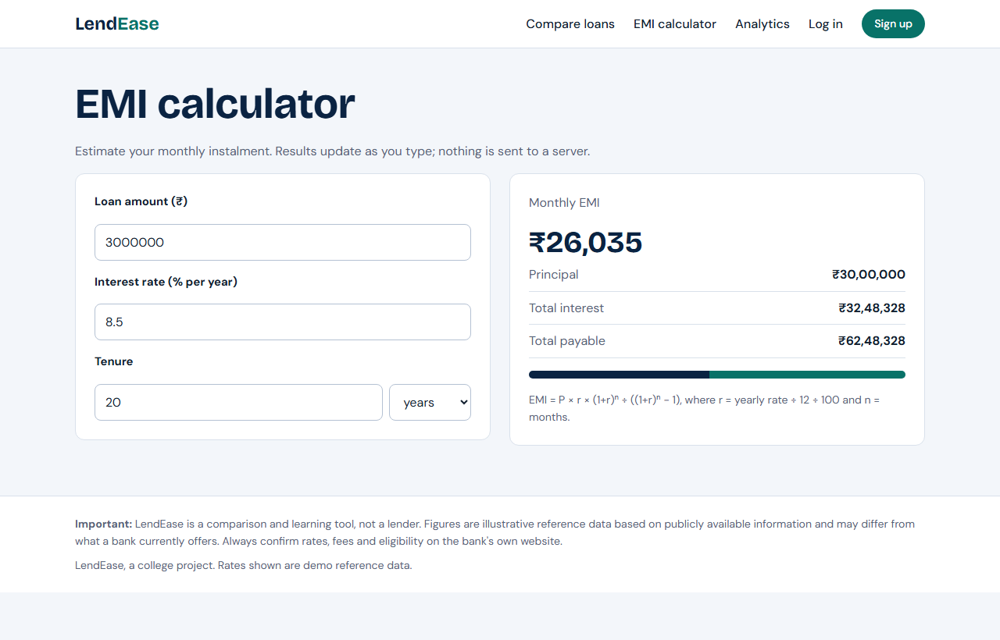 LendEase
Compare loans
EMI calculator
Analytics
Log in
Sign up
EMI calculator
Estimate your monthly instalment. Results update as you type; nothing is sent to a server.
Loan amount (₹)
3000000
Interest rate (% per year)
8.5
Tenure
20
years
Monthly EMI
₹26,035
Principal ₹30,00,000
Total interest ₹32,48,328
Total payable ₹62,48,328
EMI = P × r × (1+r)ⁿ ÷ ((1+r)ⁿ − 1), where r = yearly rate ÷ 12 ÷ 100 and n =
months.
Important: LendEase is a comparison and learning tool, not a lender. Figures are illustrative reference data based on publicly available information and may differ from
what a bank currently offers. Always confirm rates, fees and eligibility on the bank's own website.
LendEase, a college project. Rates shown are demo reference data.